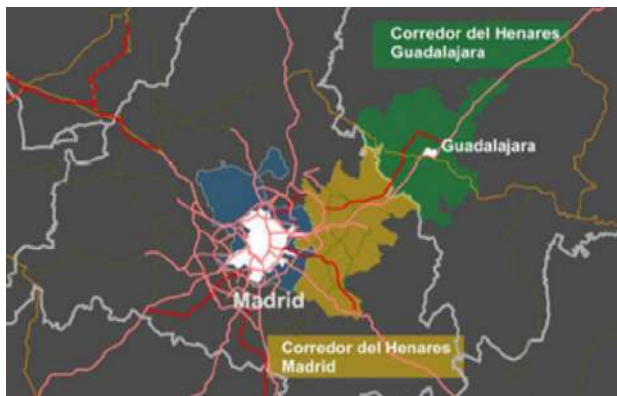 Corredor del Henares
Guadalajara
Guadalajara
Madrid
Corredor del Henares
Madrid